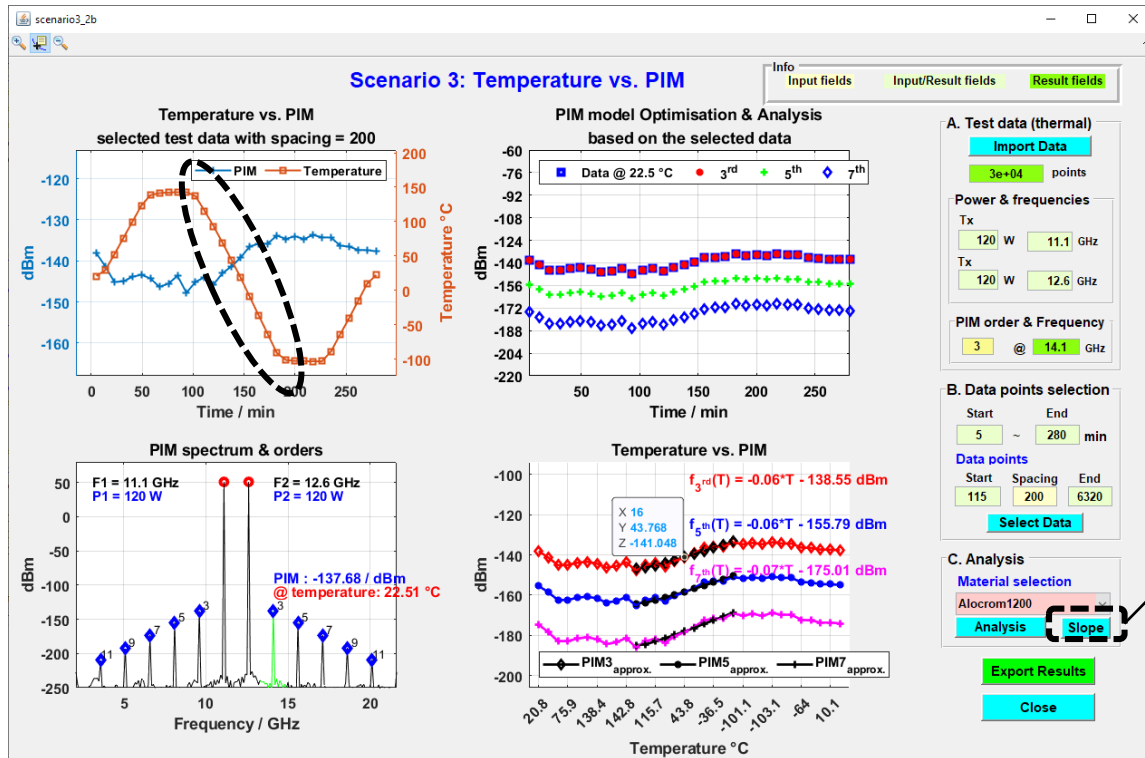 scenario3_2b
Scenario 3: Temperature vs. PIM
Info
Input fields
Input/Result fields
Result fields
Temperature vs. PIM
selected test data with spacing = 200
PIM
Temperature
-120
-130
-140
-150
-160
dBm
200
150
100
50
0
-50
-100
Temperature °C
0
50
100
150
200
250
Time / min
PIM model Optimisation & Analysis
based on the selected data
-60
-76
-92
-108
-124
-140
-156
-172
-188
-204
-220
dBm
Data @ 22.5 °C
3rd
5th
7th
50
100
150
200
250
Time / min
PIM spectrum & orders
50
0
-50
-100
-150
-200
-250
dBm
F1 = 11.1 GHz
P1 = 120 W
F2 = 12.6 GHz
P2 = 120 W
PIM : -137.68 / dBm
@ temperature: 22.51 °C
11
9
7
5
3
3
5
7
9
11
5
10
15
20
Frequency / GHz
Temperature vs. PIM
-100
-120
-140
-160
-180
-200
dBm
f3rd(T) = -0.06*T - 138.55 dBm
f5th(T) = -0.06*T - 155.79 dBm
f7th(T) = -0.07*T - 175.01 dBm
X 16
Y 43.768
Z -141.048
PIM3approx.
PIM5approx.
PIM7approx.
20.8
75.9
138.4
142.8
115.7
43.8
-36.5
-101.1
-103.1
-64
10.1
Temperature °C
A. Test data (thermal)
Import Data
3e+04 points
Power & frequencies
Tx
120 W 11.1 GHz
Tx
120 W 12.6 GHz
PIM order & Frequency
3 @ 14.1 GHz
B. Data points selection
Start End
5 ~ 280 min
Data points
Start Spacing End
115 200 6320
Select Data
C. Analysis
Material selection
Alocrom1200
Analysis
Slope
Export Results
Close